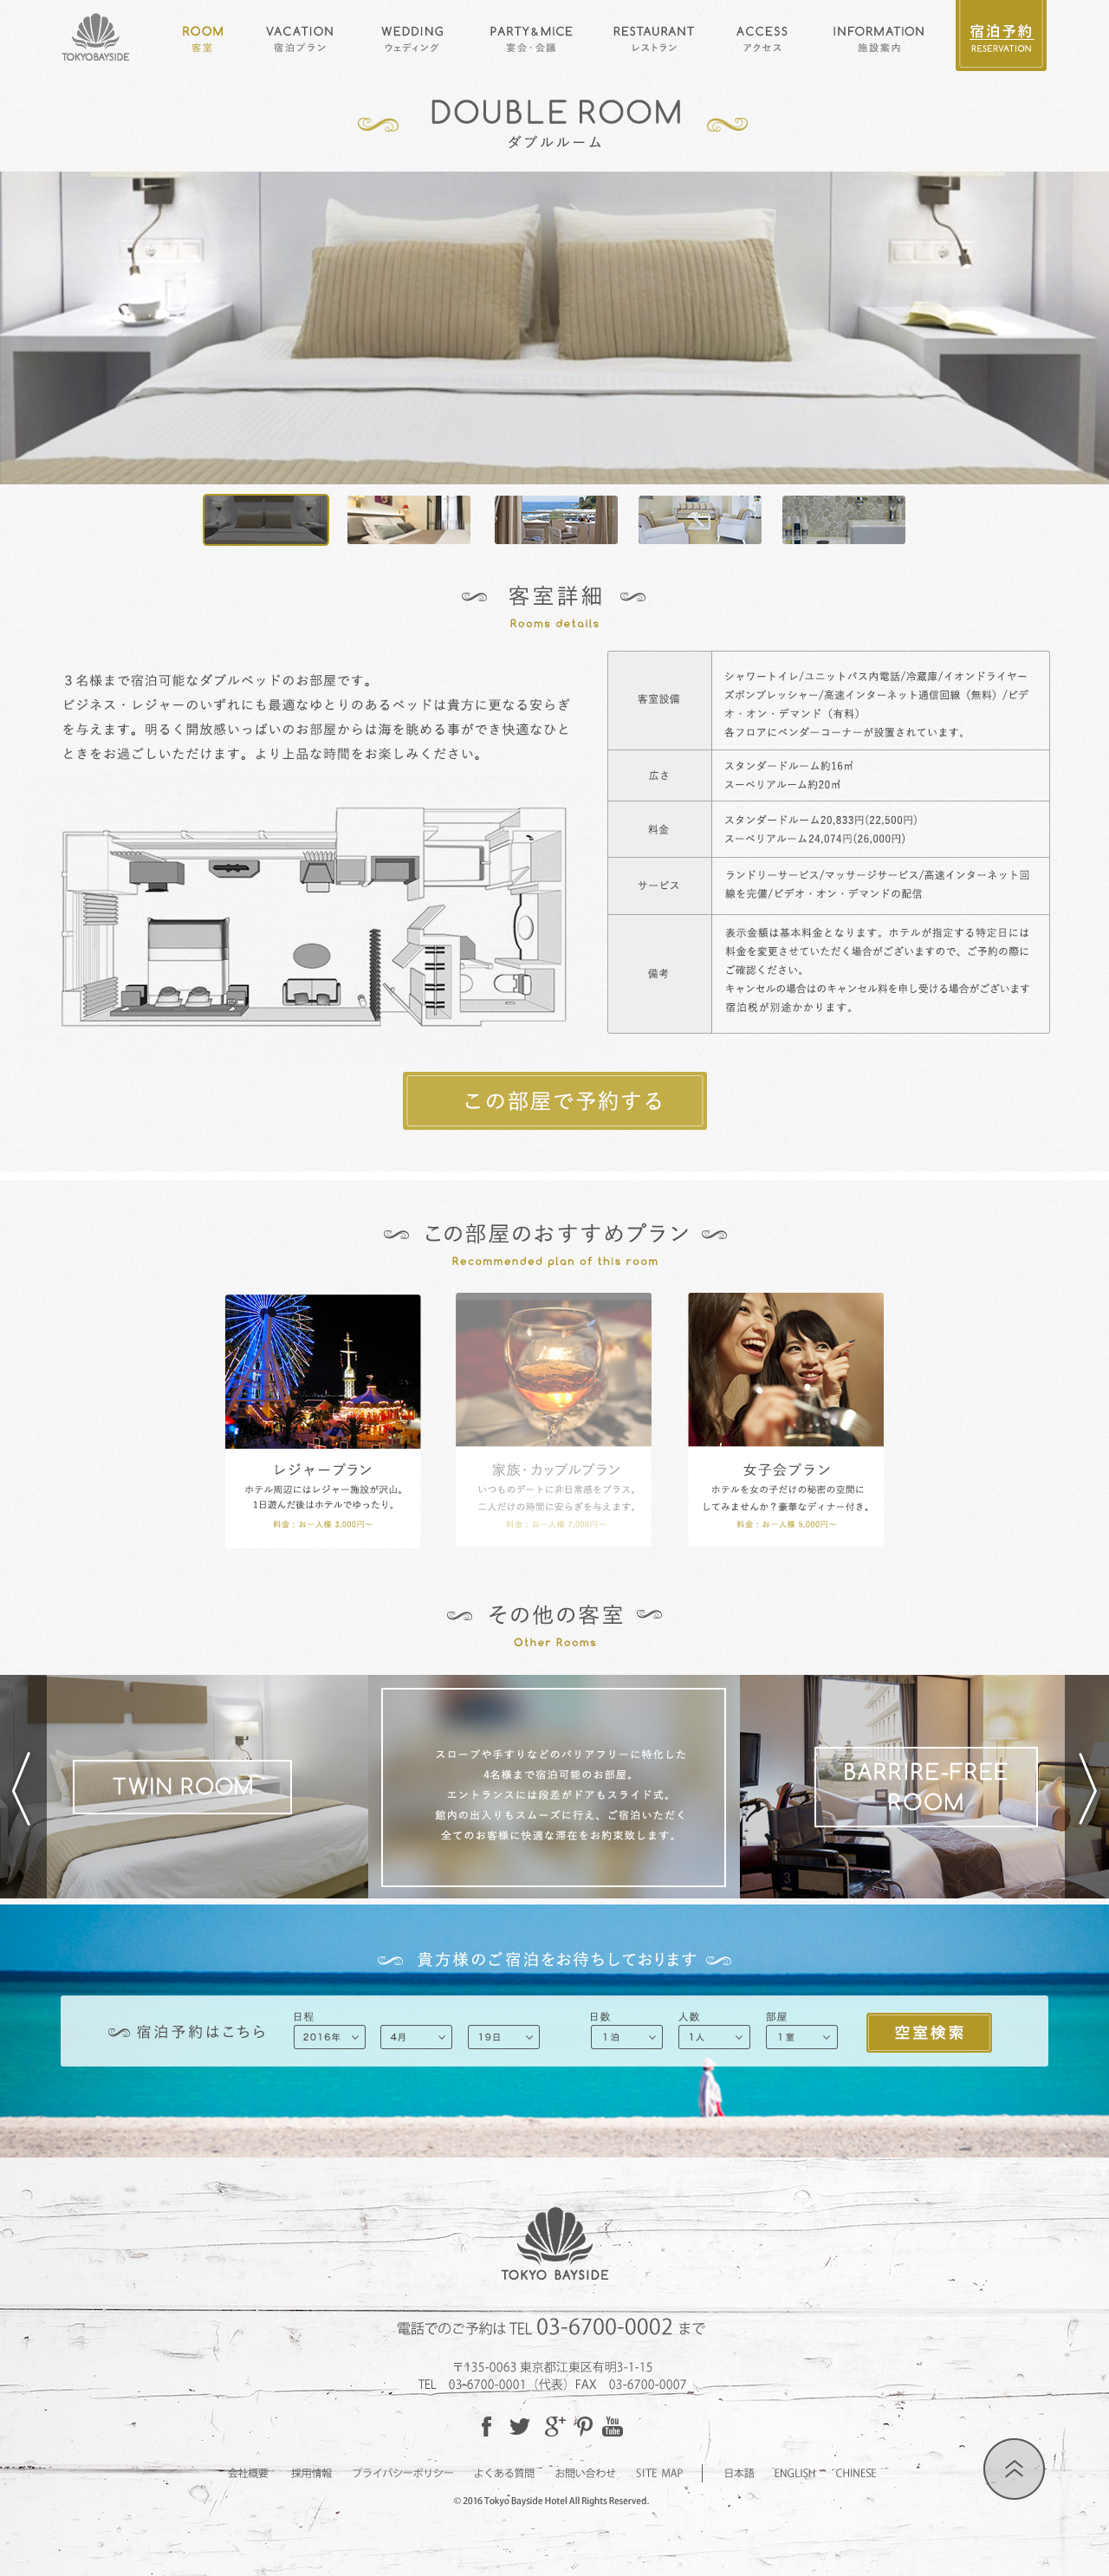 TOKYOBAYSIDE
ROOM
客室
VACATION
宿泊プラン
WEDDING
ウェディング
PARTY&MICE
宴会・会議
RESTAURANT
レストラン
ACCESS
アクセス
INFORMATION
施設案内
宿泊予約
RESERVATION
DOUBLE ROOM
ダブルルーム
客室詳細
Rooms details
３名様まで宿泊可能なダブルベッドのお部屋です。
ビジネス・レジャーのいずれにも最適なゆとりのあるベッドは貴方に更なる安らぎ
を与えます。明るく開放感いっぱいのお部屋からは海を眺める事ができ快適なひと
ときをお過ごしいただけます。より上品な時間をお楽しみください。
客室設備
シャワートイレ/ユニットバス内電話/冷蔵庫/イオンドライヤー
ズボンプレッシャー/高速インターネット通信回線（無料）/ビデ
オ・オン・デマンド（有料）
各フロアにベンダーコーナーが設置されています。
広さ
スタンダードルーム約16㎡
スーペリアルーム約20㎡
料金
スタンダードルーム20,833円(22,500円)
スーペリアルーム24,074円(26,000円)
サービス
ランドリーサービス/マッサージサービス/高速インターネット回
線を完備/ビデオ・オン・デマンドの配信
備考
表示金額は基本料金となります。ホテルが指定する特定日には
料金を変更させていただく場合がございますので、ご予約の際に
ご確認ください。
キャンセルの場合はのキャンセル料を申し受ける場合がございます
宿泊税が別途かかります。
この部屋で予約する
この部屋のおすすめプラン
Recommended plan of this room
レジャープラン
ホテル周辺にはレジャー施設が沢山。
1日遊んだ後はホテルでゆったり。
料金：お一人様 3,000円〜
家族・カップルプラン
いつものデートに非日常感をプラス。
二人だけの時間に安らぎを与えます。
料金：お一人様 7,000円〜
女子会プラン
ホテルを女の子だけの秘密の空間に
してみませんか？豪華なディナー付き。
料金：お一人様 5,000円〜
その他の客室
Other Rooms
TWIN ROOM
スロープや手すりなどのバリアフリーに特化した
4名様まで宿泊可能のお部屋。
エントランスには段差がドアもスライド式。
館内の出入りもスムーズに行え、ご宿泊いただく
全てのお客様に快適な滞在をお約束致します。
BARRIRE-FREE
ROOM
3
貴方様のご宿泊をお待ちしております
宿泊予約はこちら
日程
2016年
4月
19日
日数
１泊
人数
1人
部屋
１室
空室検索
TOKYO BAYSIDE
電話でのご予約は TEL 03-6700-0002 まで
〒135-0063 東京都江東区有明3-1-15
TEL　03-6700-0001（代表）FAX　03-6700-0007
You
Tube
会社概要　採用情報　プライバシーポリシー　よくある質問　お問い合わせ　SITE MAP　日本語　ENGLISH　CHINESE
© 2016 Tokyo Bayside Hotel All Rights Reserved.